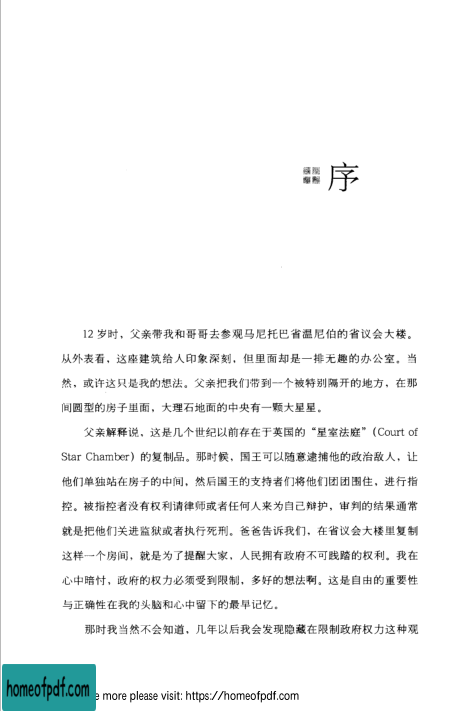 序
12 岁时，父亲带我和哥哥去参观马尼托巴省温尼伯的省议会大楼。
从外表看，这座建筑给人印象深刻，但里面却是一排无趣的办公室。当
然，或许这只是我的想法。父亲把我们带到一个被特别隔开的地方，在那
间圆型的房子里面，大理石地面的中央有一颗大星星。
父亲解释说，这是几个世纪以前存在于英国的“星室法庭”（Court of
Star Chamber）的复制品。那时候，国王可以随意逮捕他的政治敌人，让
他们单独站在房子的中间，然后国王的支持者们将他们团团围住，进行指
控。被指控者没有权利请律师或者任何人来为自己辩护，审判的结果通常
就是把他们关进监狱或者执行死刑。爸爸告诉我们，在省议会大楼里复制
这样一个房间，就是为了提醒大家，人民拥有政府不可践踏的权利。我在
心中暗忖，政府的权力必须受到限制，多好的想法啊。这是自由的重要性
与正确性在我的头脑和心中留下的最早记忆。
那时我当然不会知道，几年以后我会发现隐藏在限制政府权力这种观
homeofpdf.com
more please visit: https://homeofpdf.com